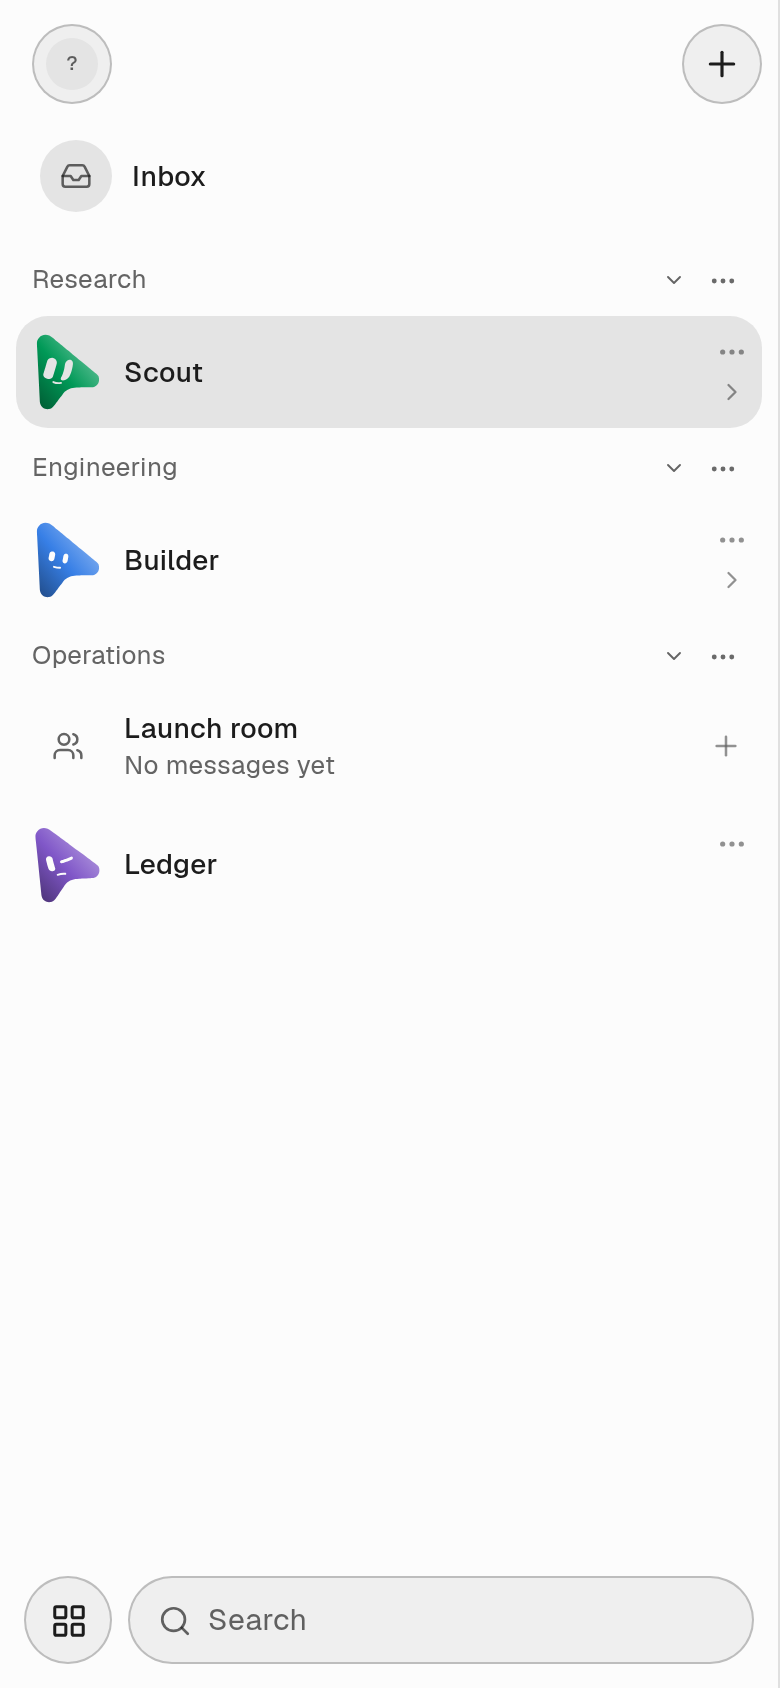 ?
Inbox
Research
Scout
Engineering
Builder
Operations
Launch room
No messages yet
Ledger
Search